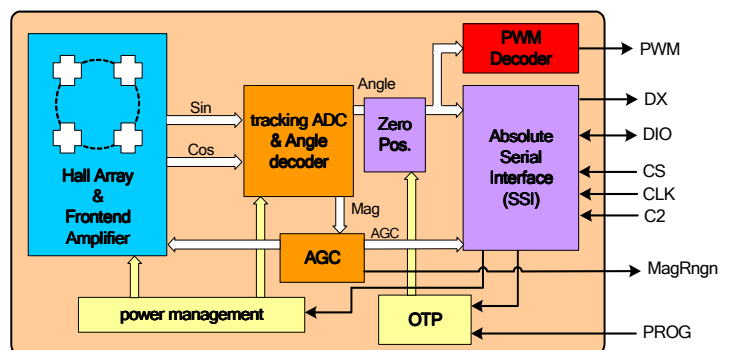 PWM
Decoder
PWM
Angle
Sin
Cos
tracking ADC
& Angle
decoder
Zero
Pos.
Absolute
Serial
Interface
(SSI)
DX
DIO
CS
CLK
C2
Hall Array
&
Frontend
Amplifier
Mag
AGC
AGC
MagRngn
power management
OTP
PROG